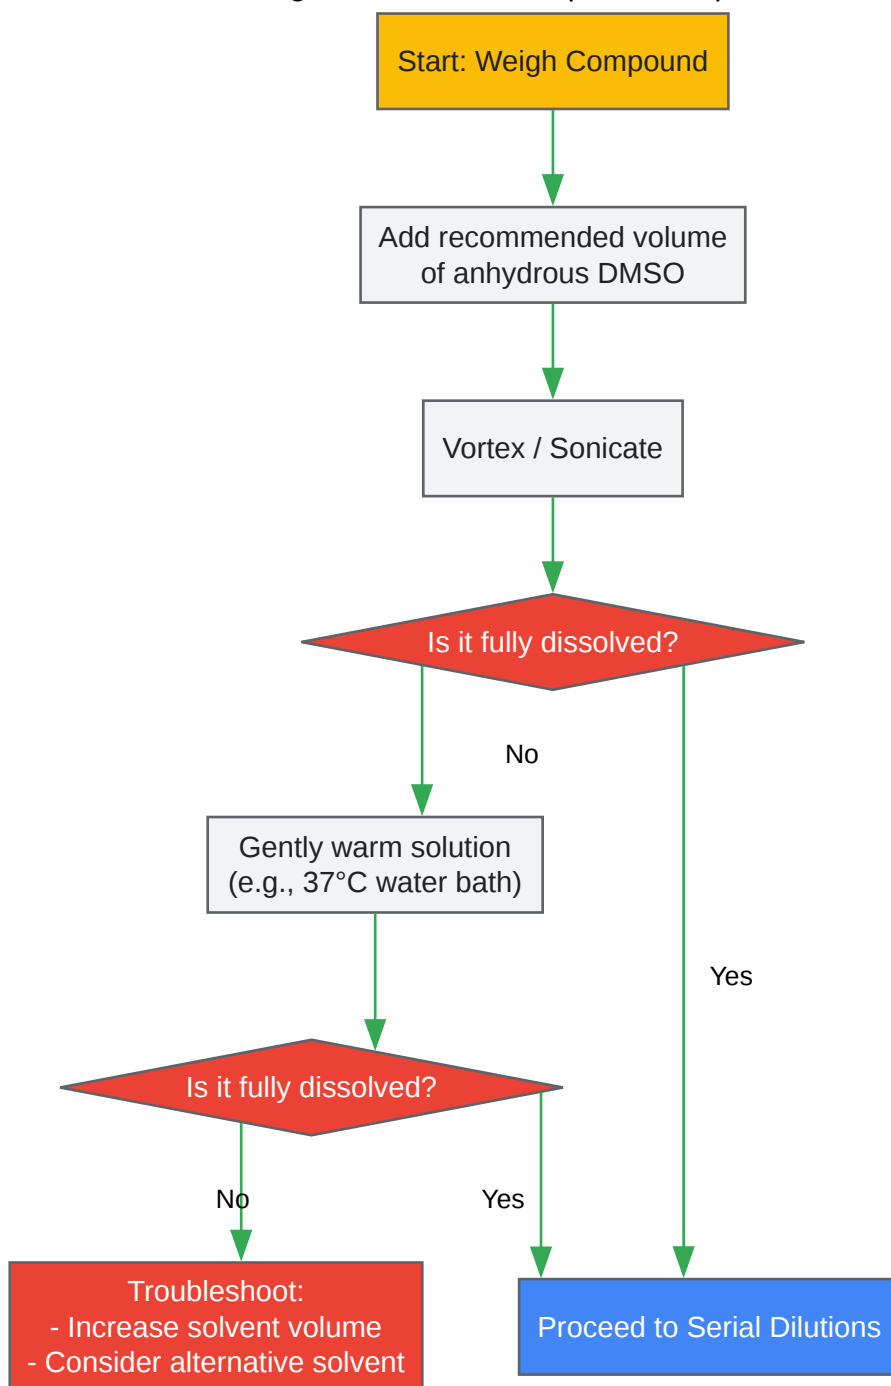 Start: Weigh Compound
Add recommended volume
of anhydrous DMSO
Vortex / Sonicate
Is it fully dissolved?
No
Gently warm solution
(e.g., 37°C water bath)
Yes
Is it fully dissolved?
No
Yes
Troubleshoot:
- Increase solvent volume
- Consider alternative solvent
Proceed to Serial Dilutions